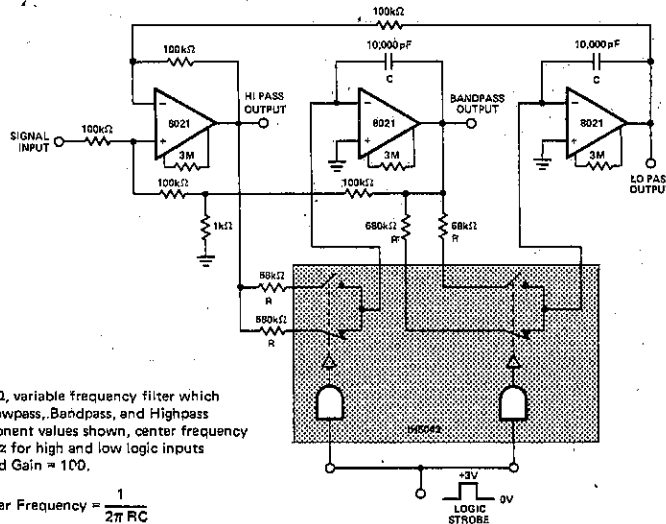 100kΩ
100kΩ
10,000pF
C
10,000pF
C
HI PASS
OUTPUT
BANDPASS
OUTPUT
SIGNAL
INPUT
100kΩ
8021
3M
8021
3M
8021
3M
LO PAS
OUTPUT
100kΩ
100kΩ
1kΩ
680kΩ
R
68kΩ
R
68kΩ
R
680kΩ
R
+3V
0V
LOGIC
STROBE
Ω, variable frequency filter which
owpass, Bandpass, and Highpass
onent values shown, center frequency
z for high and low logic inputs
d Gain = 100.
er Frequency = 1
2π RC